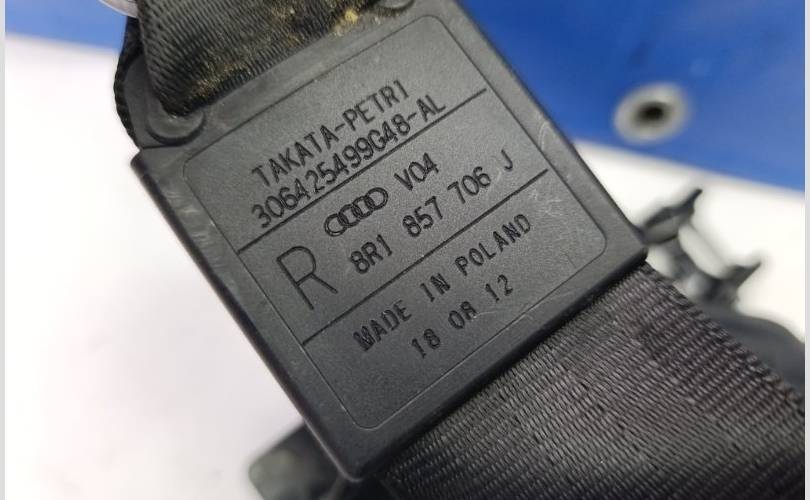 TAKATA-PETRI
306425499G48-AL
V04
R 8R1 857 706 J
MADE IN POLAND
18 08 12